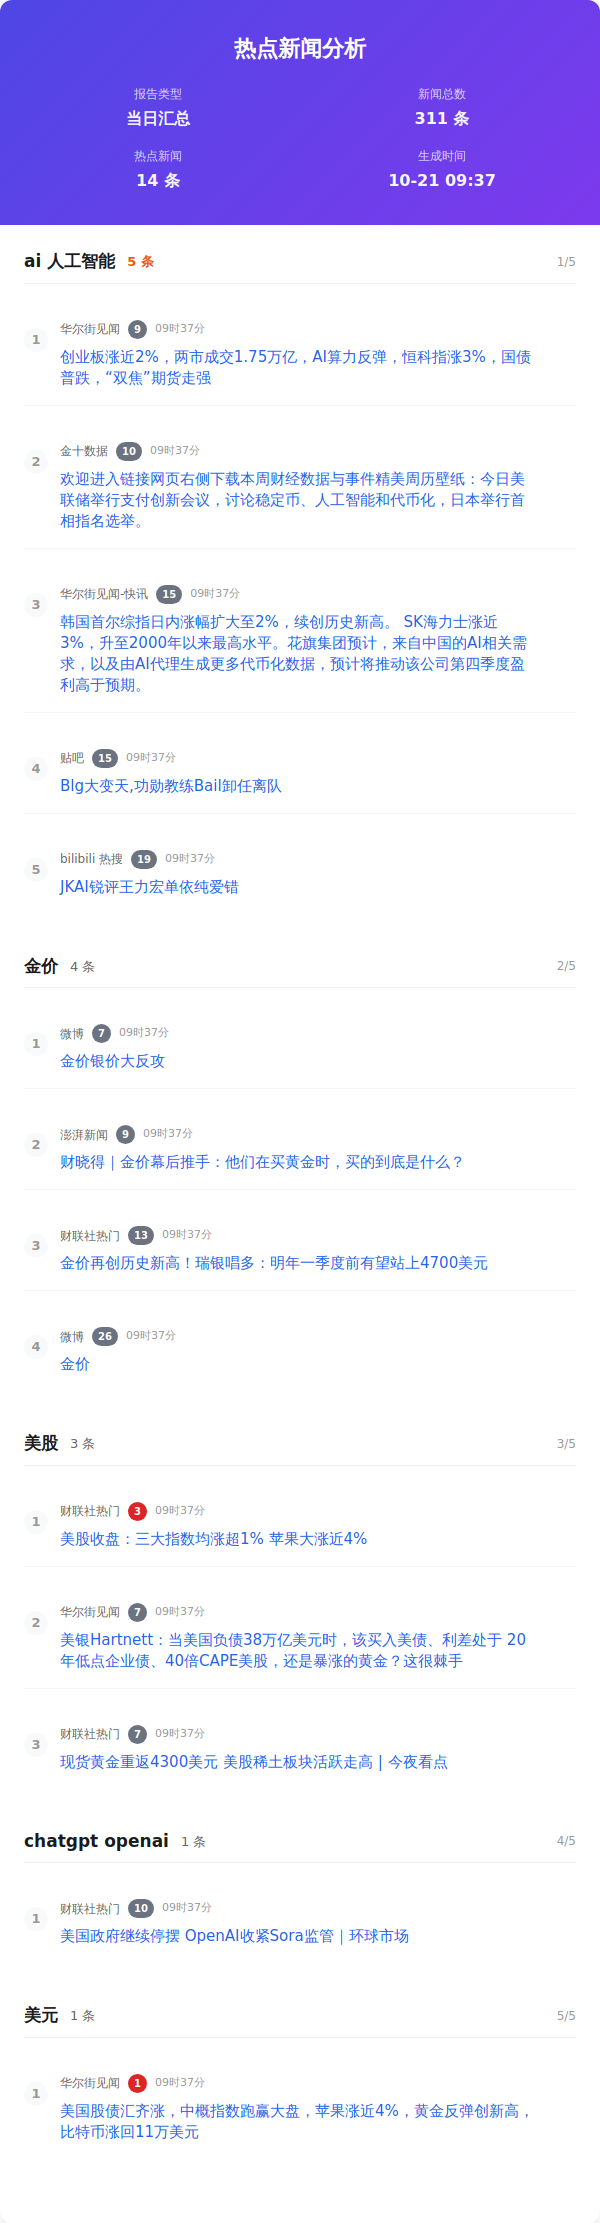 热点新闻分析
报告类型
新闻总数
当日汇总
311 条
热点新闻
生成时间
14 条
10-21 09:37
ai 人工智能 5 条 1/5
1
华尔街见闻 9 09时37分
创业板涨近2%，两市成交1.75万亿，AI算力反弹，恒科指涨3%，国债
普跌，“双焦”期货走强
2
金十数据 10 09时37分
欢迎进入链接网页右侧下载本周财经数据与事件精美周历壁纸：今日美
联储举行支付创新会议，讨论稳定币、人工智能和代币化，日本举行首
相指名选举。
3
华尔街见闻-快讯 15 09时37分
韩国首尔综指日内涨幅扩大至2%，续创历史新高。 SK海力士涨近
3%，升至2000年以来最高水平。花旗集团预计，来自中国的AI相关需
求，以及由AI代理生成更多代币化数据，预计将推动该公司第四季度盈
利高于预期。
4
贴吧 15 09时37分
Blg大变天,功勋教练Bail卸任离队
5
bilibili 热搜 19 09时37分
JKAI锐评王力宏单依纯爱错
金价 4 条 2/5
1
微博 7 09时37分
金价银价大反攻
2
澎湃新闻 9 09时37分
财晓得｜金价幕后推手：他们在买黄金时，买的到底是什么？
3
财联社热门 13 09时37分
金价再创历史新高！瑞银唱多：明年一季度前有望站上4700美元
4
微博 26 09时37分
金价
美股 3 条 3/5
1
财联社热门 3 09时37分
美股收盘：三大指数均涨超1% 苹果大涨近4%
2
华尔街见闻 7 09时37分
美银Hartnett：当美国负债38万亿美元时，该买入美债、利差处于 20
年低点企业债、40倍CAPE美股，还是暴涨的黄金？这很棘手
3
财联社热门 7 09时37分
现货黄金重返4300美元 美股稀土板块活跃走高 | 今夜看点
chatgpt openai 1 条 4/5
1
财联社热门 10 09时37分
美国政府继续停摆 OpenAI收紧Sora监管｜环球市场
美元 1 条 5/5
1
华尔街见闻 1 09时37分
美国股债汇齐涨，中概指数跑赢大盘，苹果涨近4%，黄金反弹创新高，
比特币涨回11万美元